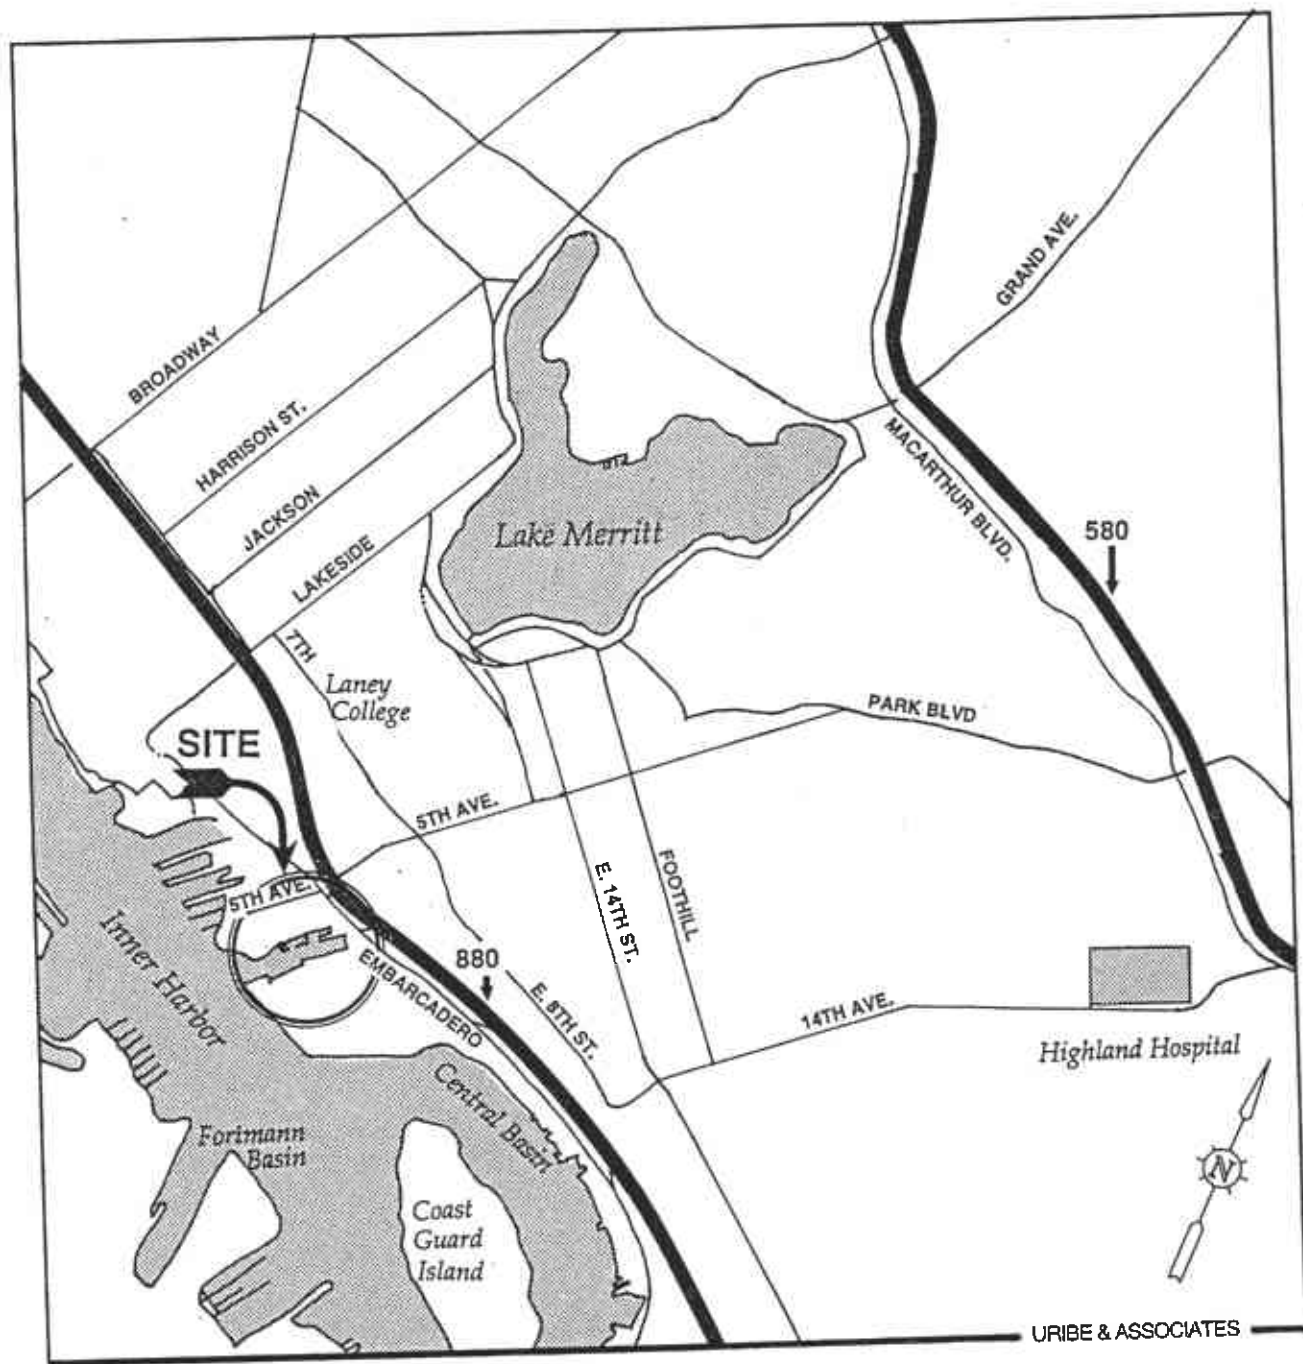 GRAND AVE.
BROADWAY
HARRISON ST.
JACKSON
LAKESIDE
MACARTHUR BLVD.
580
Lake Merritt
7TH
Laney
College
PARK BLVD
SITE
5TH AVE.
FOOTHILL
E. 14TH ST.
5TH AVE.
Inner Harbor
EMBARCADERO
880
E. 8TH ST.
14TH AVE.
Highland Hospital
Central Basin
Fortmann
Basin
Coast
Guard
Island
N
URIBE & ASSOCIATES